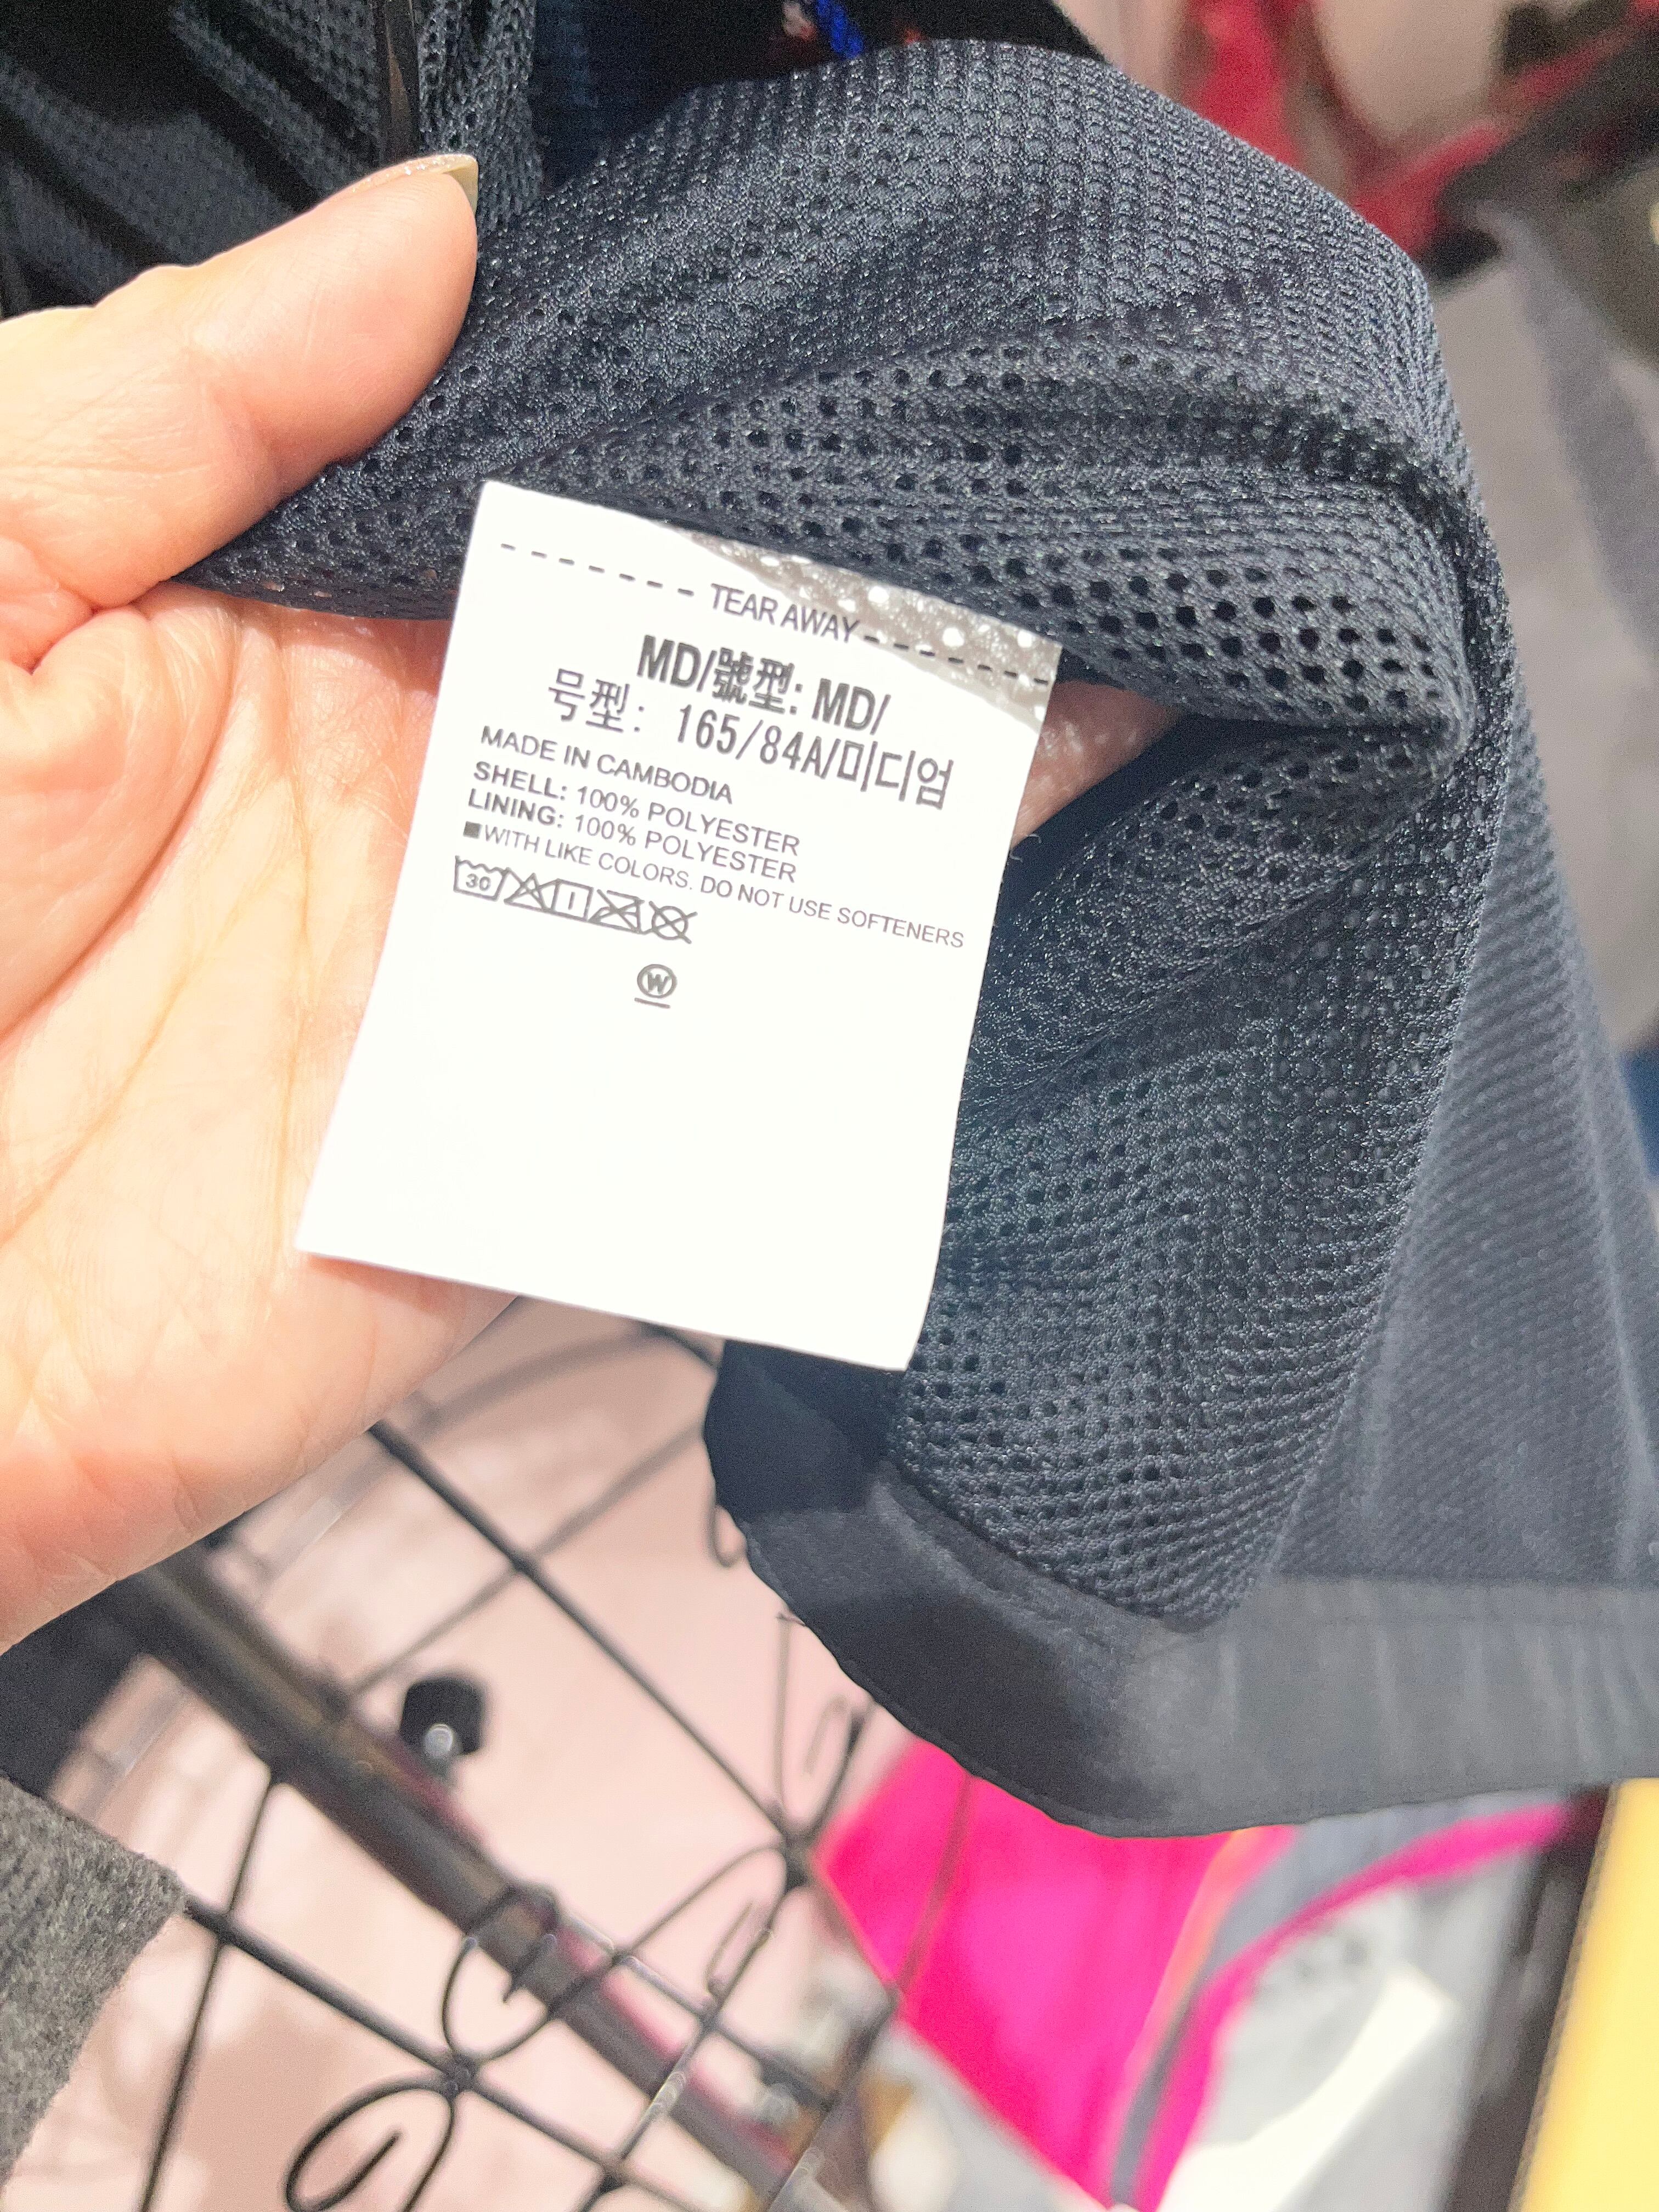 TEAR AWAY
MD/號型: MD/
号型: 165/84A/미디엄
MADE IN CAMBODIA
SHELL: 100% POLYESTER
LINING: 100% POLYESTER
■WITH LIKE COLORS. DO NOT USE SOFTENERS
30
W